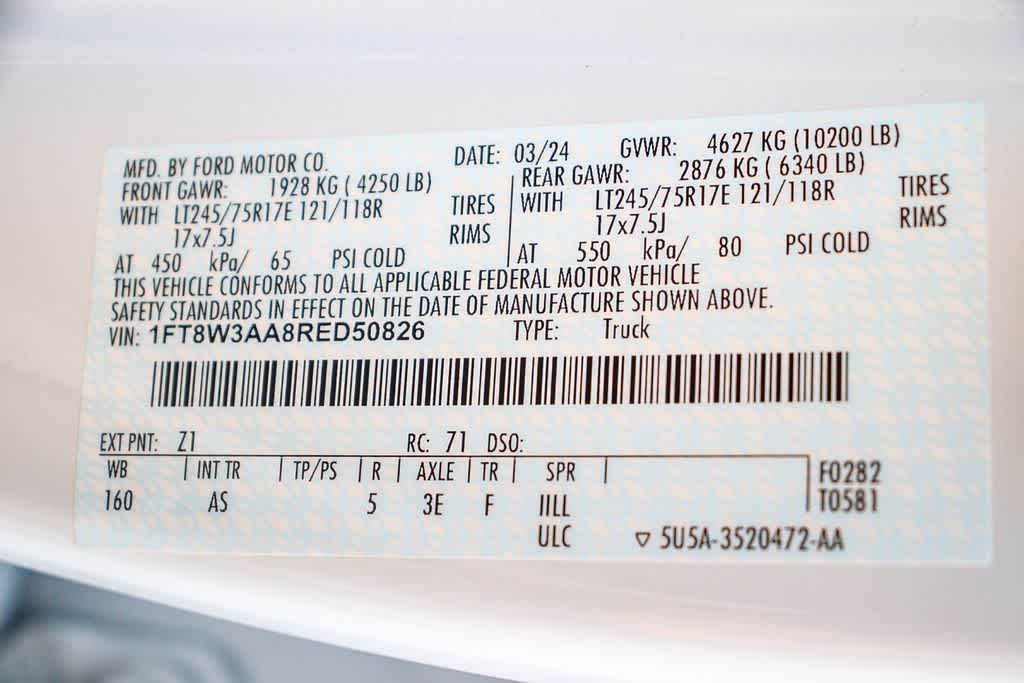 MFD. BY FORD MOTOR CO. DATE: 03/24 GVWR: 4627 KG (10200 LB)
FRONT GAWR: 1928 KG ( 4250 LB) REAR GAWR: 2876 KG ( 6340 LB)
WITH LT245/75R17E 121/118R TIRES WITH LT245/75R17E 121/118R TIRES
17x7.5J RIMS 17x7.5J RIMS
AT 450 kPa/ 65 PSI COLD AT 550 kPa/ 80 PSI COLD
THIS VEHICLE CONFORMS TO ALL APPLICABLE FEDERAL MOTOR VEHICLE
SAFETY STANDARDS IN EFFECT ON THE DATE OF MANUFACTURE SHOWN ABOVE.
VIN: 1FT8W3AA8RED50826 TYPE: Truck
EXT PNT: Z1 RC: 71 DSO:
WB INT TR TP/PS R AXLE TR SPR F0282
160 AS 5 3E F IILL T0581
ULC ▽ 5U5A-3520472-AA